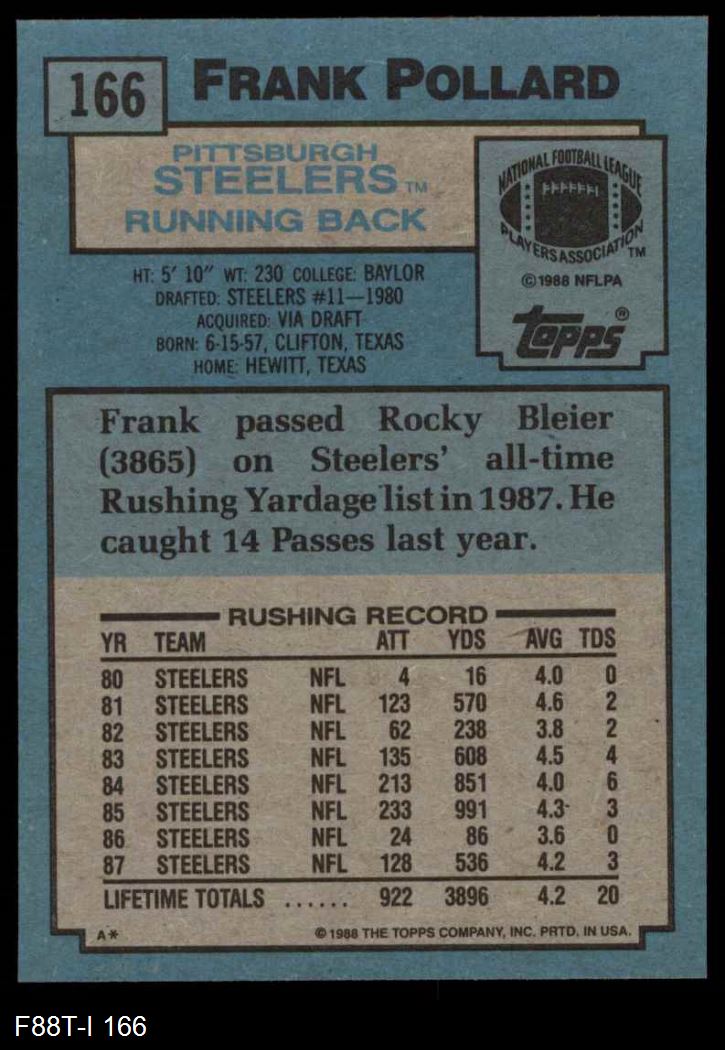 166
FRANK POLLARD
PITTSBURGH
STEELERS TM
RUNNING BACK
NATIONAL FOOTBALL LEAGUE
PLAYERS ASSOCIATION TM
© 1988 NFLPA
Topps®
HT: 5' 10" WT: 230 COLLEGE: BAYLOR
DRAFTED: STEELERS #11—1980
ACQUIRED: VIA DRAFT
BORN: 6-15-57, CLIFTON, TEXAS
HOME: HEWITT, TEXAS
Frank passed Rocky Bleier
(3865) on Steelers' all-time
Rushing Yardage list in 1987. He
caught 14 Passes last year.
RUSHING RECORD
YR TEAM ATT YDS AVG TDS
80 STEELERS NFL 4 16 4.0 0
81 STEELERS NFL 123 570 4.6 2
82 STEELERS NFL 62 238 3.8 2
83 STEELERS NFL 135 608 4.5 4
84 STEELERS NFL 213 851 4.0 6
85 STEELERS NFL 233 991 4.3 3
86 STEELERS NFL 24 86 3.6 0
87 STEELERS NFL 128 536 4.2 3
LIFETIME TOTALS ...... 922 3896 4.2 20
A* © 1988 THE TOPPS COMPANY, INC. PRTD. IN USA.
F88T-I 166